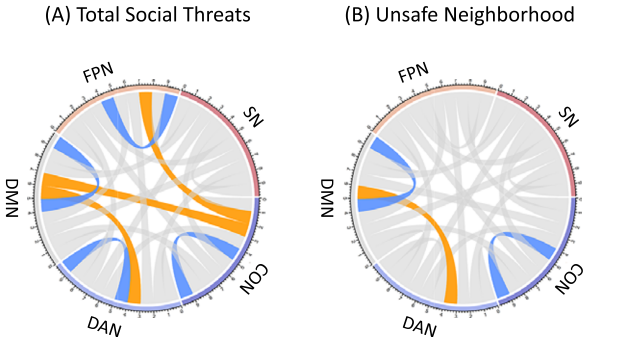 (A) Total Social Threats
(B) Unsafe Neighborhood
FPN
SN
DMN
CON
DAN
FPN
SN
DMN
CON
DAN